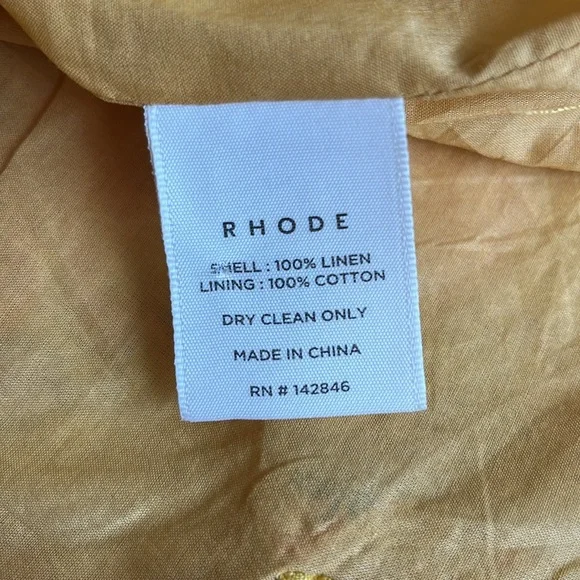 RHODE
SHELL : 100% LINEN
LINING : 100% COTTON
DRY CLEAN ONLY
MADE IN CHINA
RN # 142846